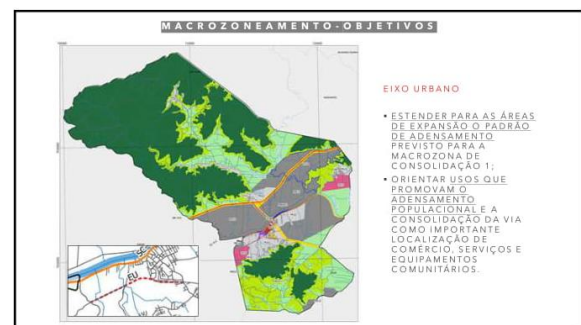 MACROZONEAMENTO-OBJETIVOS
EIXO URBANO
▪ ESTENDER PARA AS ÁREAS
DE EXPANSÃO O PADRÃO
DE ADENSAMENTO
PREVISTO PARA A
MACROZONA DE
CONSOLIDAÇÃO 1;
▪ ORIENTAR USOS QUE
PROMOVAM O
ADENSAMENTO
POPULACIONAL E A
CONSOLIDAÇÃO DA VIA
COMO IMPORTANTE
LOCALIZAÇÃO DE
COMÉRCIO, SERVIÇOS E
EQUIPAMENTOS
COMUNITÁRIOS.
EU